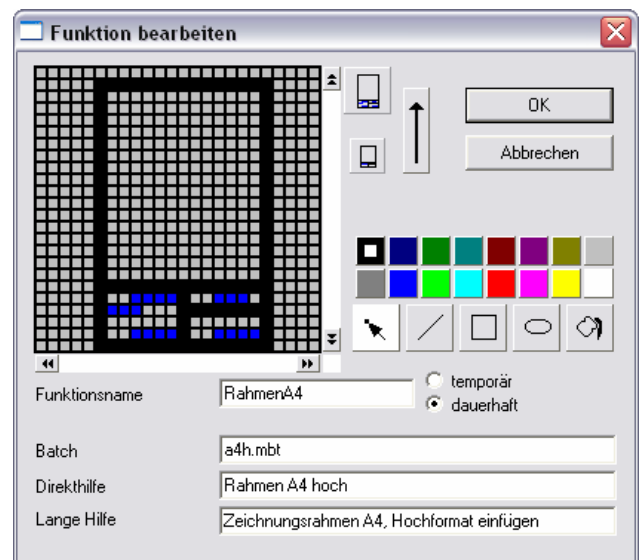 Funktion bearbeiten
OK
Abbrechen
Funktionsname
RahmenA4
temporär
dauerhaft
Batch
a4h.mbt
Direkthilfe
Rahmen A4 hoch
Lange Hilfe
Zeichnungsrahmen A4, Hochformat einfügen